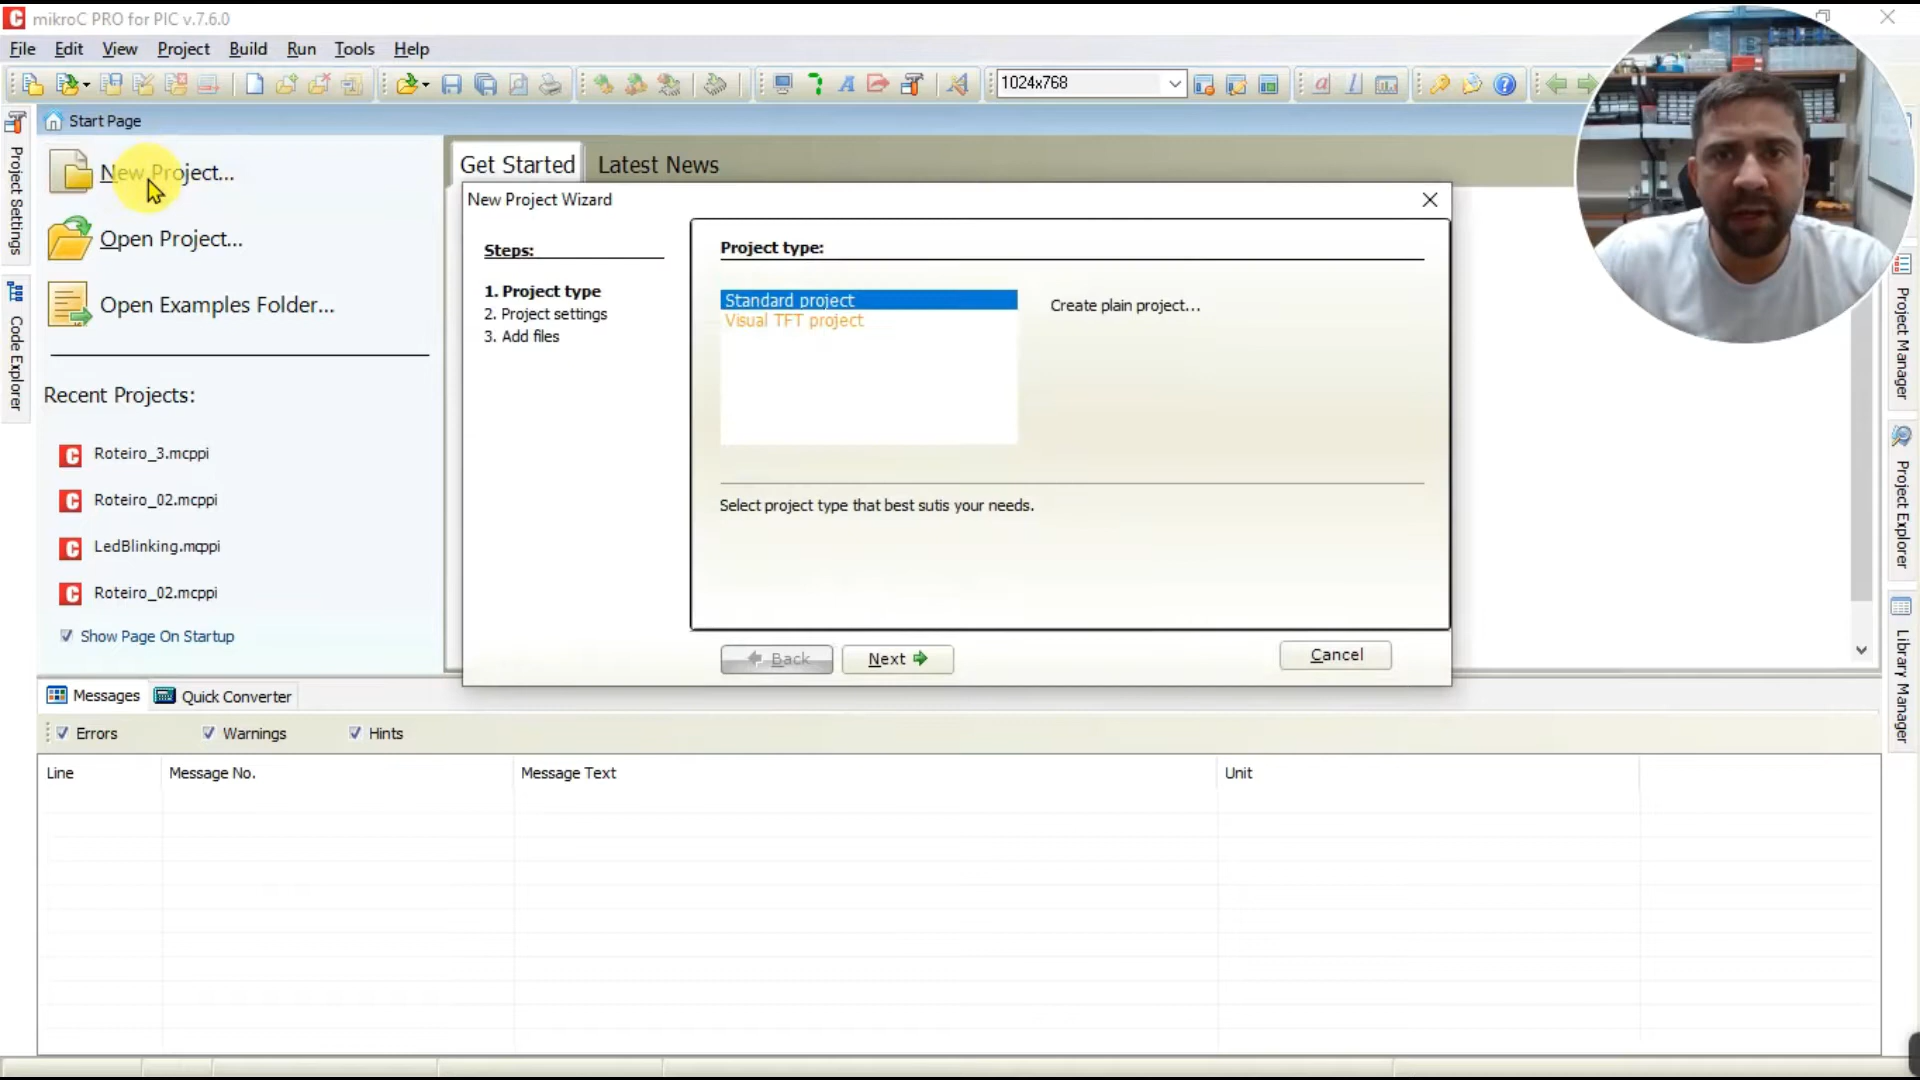 mikroC PRO for PIC v.7.6.0
File Edit View Project Build Run Tools Help
1024x768
Start Page
Project Settings
Code Explorer
New Project...
Open Project...
Open Examples Folder...
Recent Projects:
Roteiro_3.mcppi
Roteiro_02.mcppi
LedBlinking.mcppi
Roteiro_02.mcppi
Show Page On Startup
Get Started Latest News
New Project Wizard
Steps:
1. Project type
2. Project settings
3. Add files
Project type:
Standard project
Visual TFT project
Create plain project...
Select project type that best sutis your needs.
Back Next Cancel
Project Manager
Project Explorer
Library Manager
Messages Quick Converter
Errors Warnings Hints
Line Message No. Message Text Unit